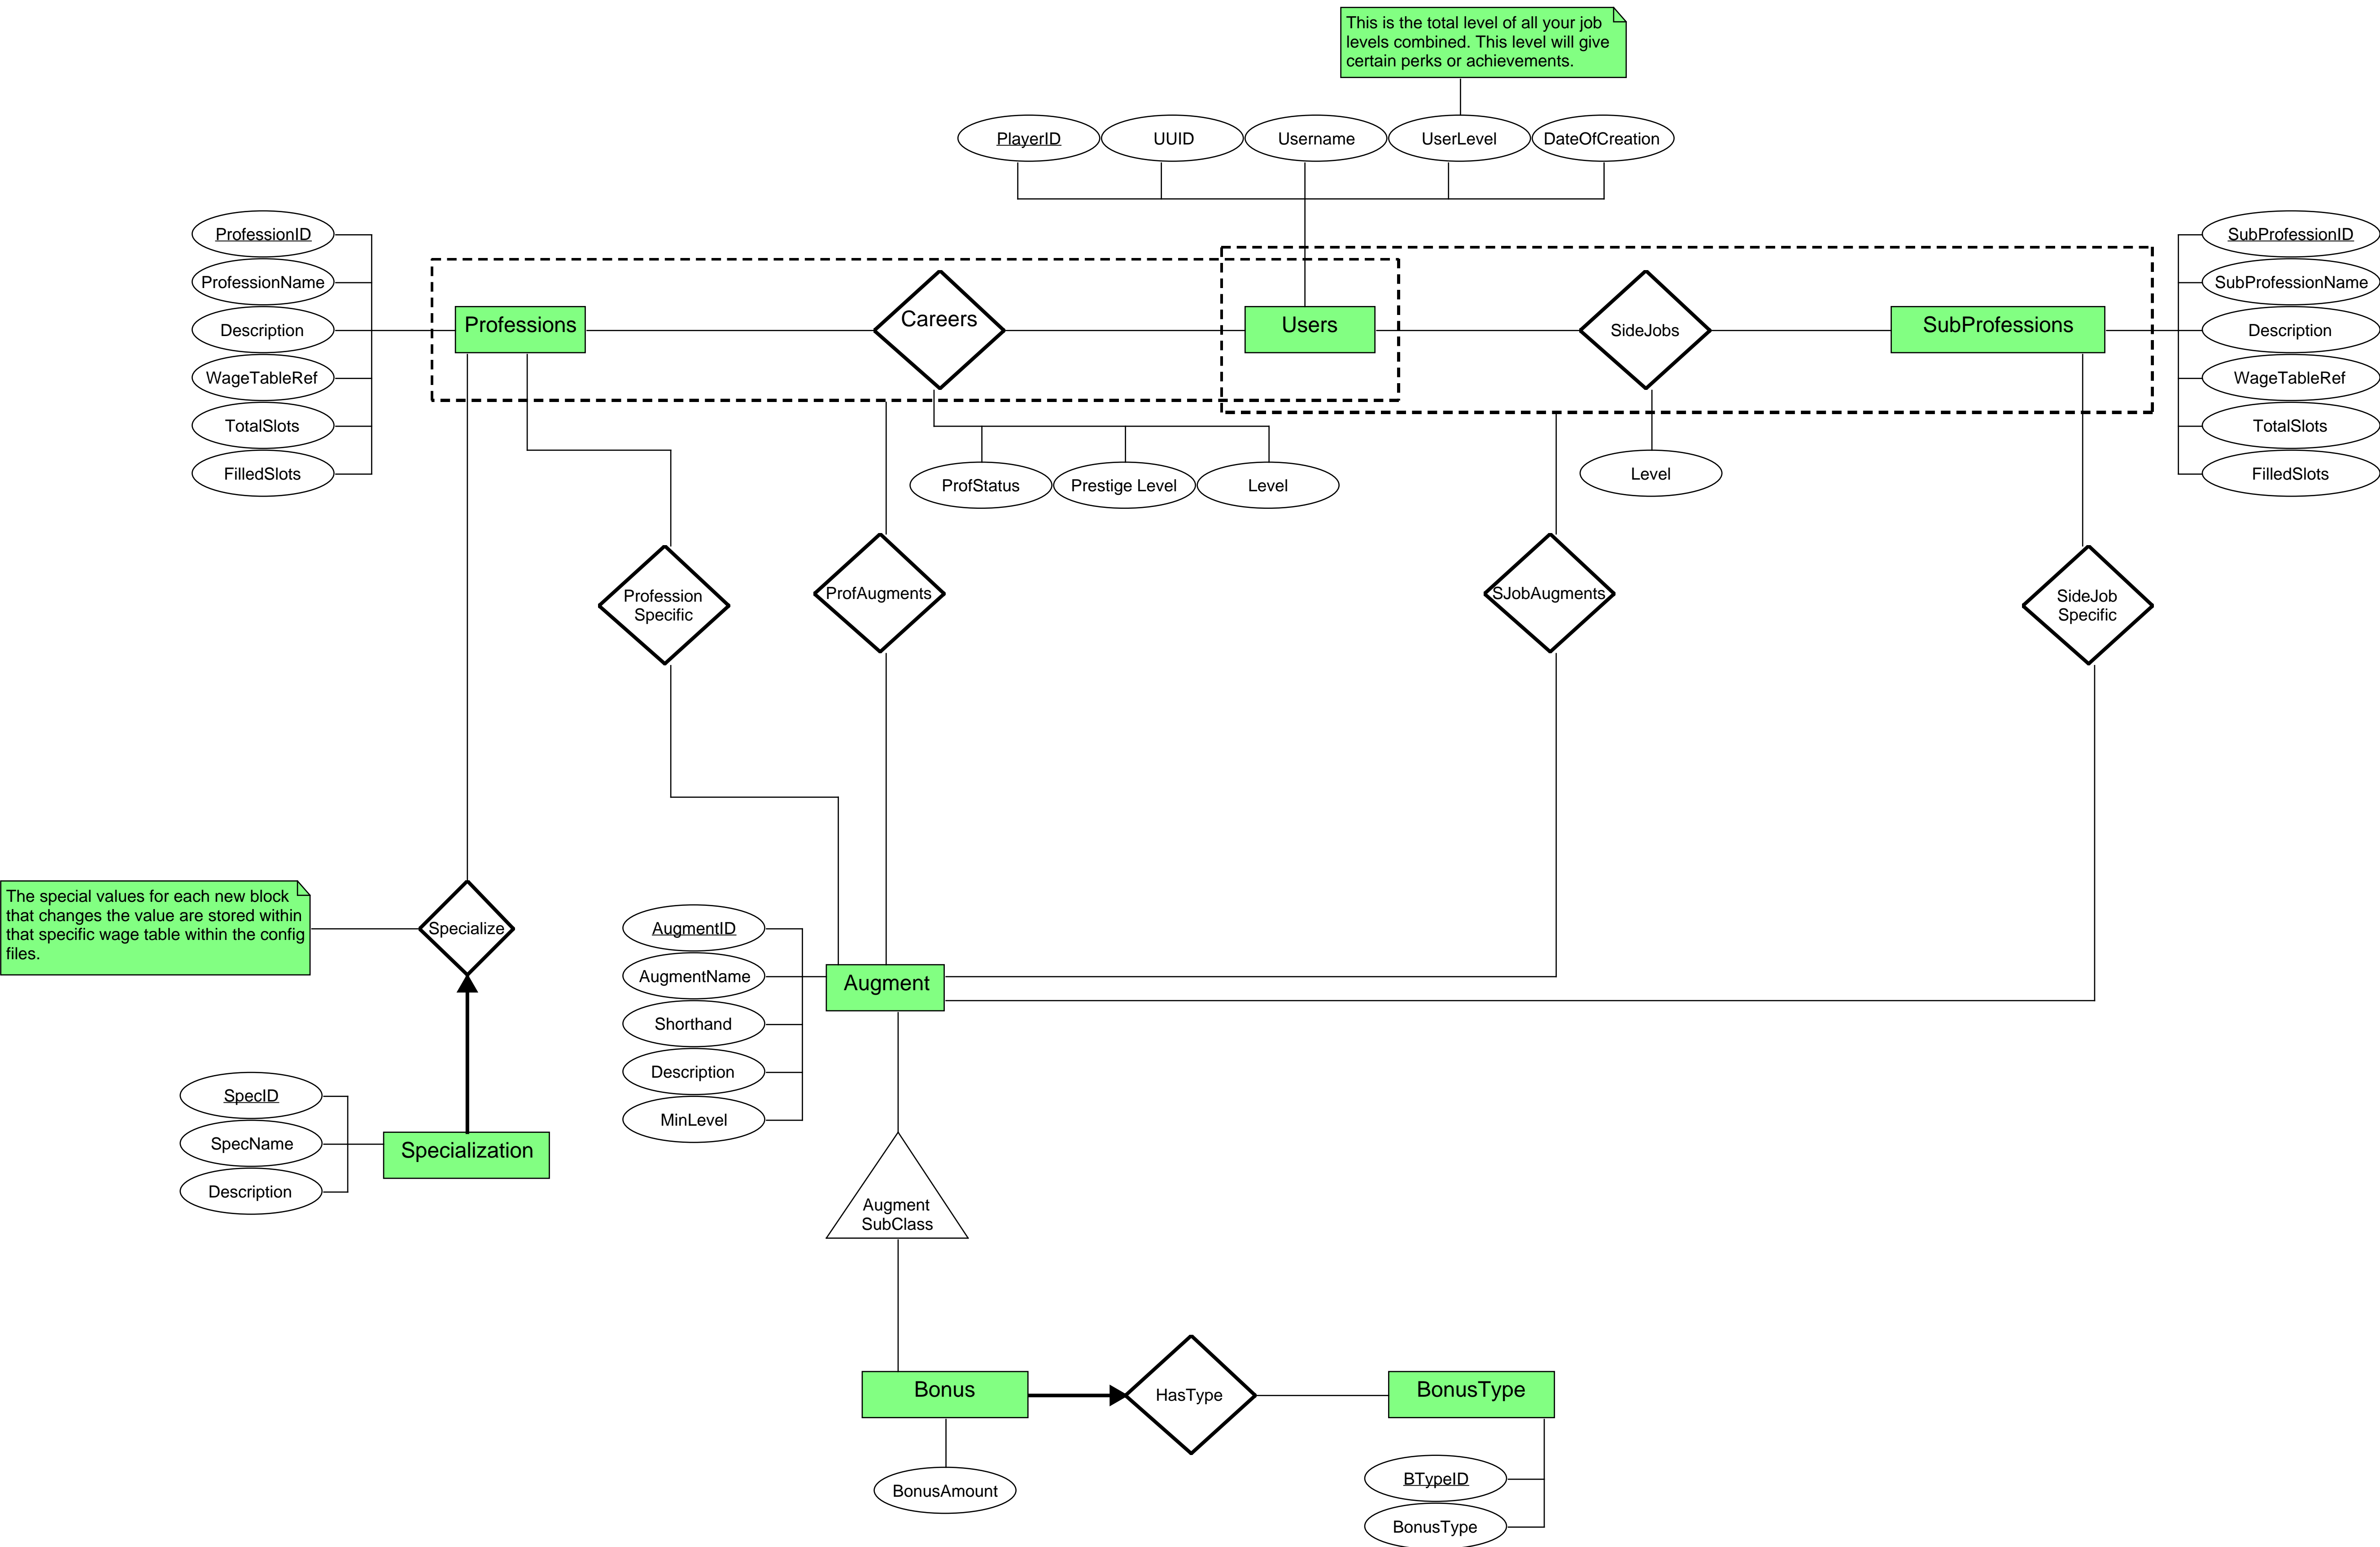 This is the total level of all your job
levels combined. This level will give
certain perks or achievements.
PlayerID
UUID
Username
UserLevel
DateOfCreation
ProfessionID
ProfessionName
Description
WageTableRef
TotalSlots
FilledSlots
Professions
Careers
Users
SideJobs
SubProfessions
SubProfessionID
SubProfessionName
Description
WageTableRef
TotalSlots
FilledSlots
ProfStatus
Prestige Level
Level
Level
Profession
Specific
ProfAugments
SJobAugments
SideJob
Specific
The special values for each new block
that changes the value are stored within
that specific wage table within the config
files.
Specialize
AugmentID
AugmentName
Shorthand
Description
MinLevel
Augment
SpecID
SpecName
Description
Specialization
Augment
SubClass
Bonus
HasType
BonusType
BonusAmount
BTypeID
BonusType